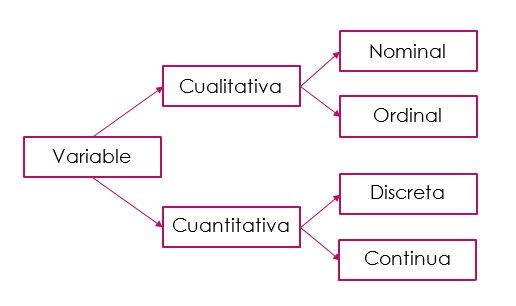 Variable
Cualitativa
Nominal
Ordinal
Cuantitativa
Discreta
Continua